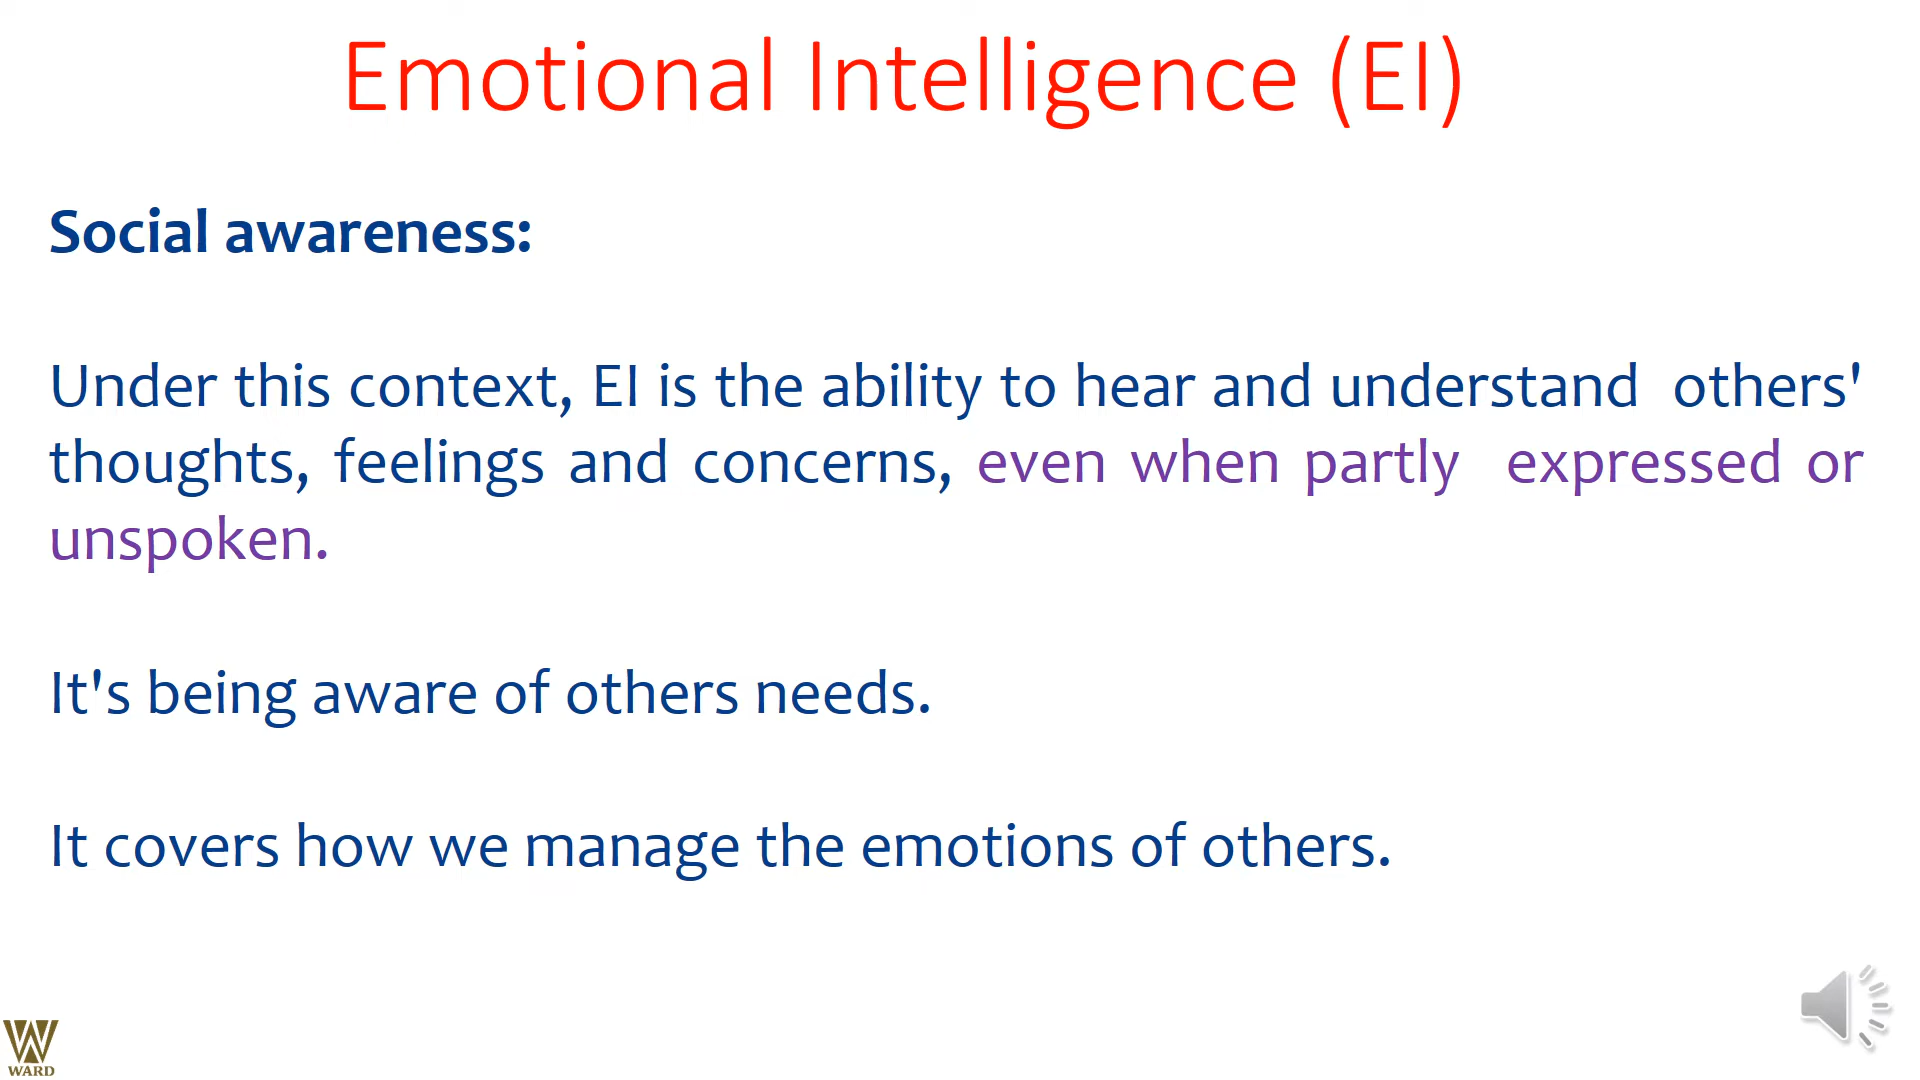 Emotional Intelligence (EI)
Social awareness:
Under this context, EI is the ability to hear and understand others'
thoughts, feelings and concerns, even when partly expressed or
unspoken.
It's being aware of others needs.
It covers how we manage the emotions of others.
WARD